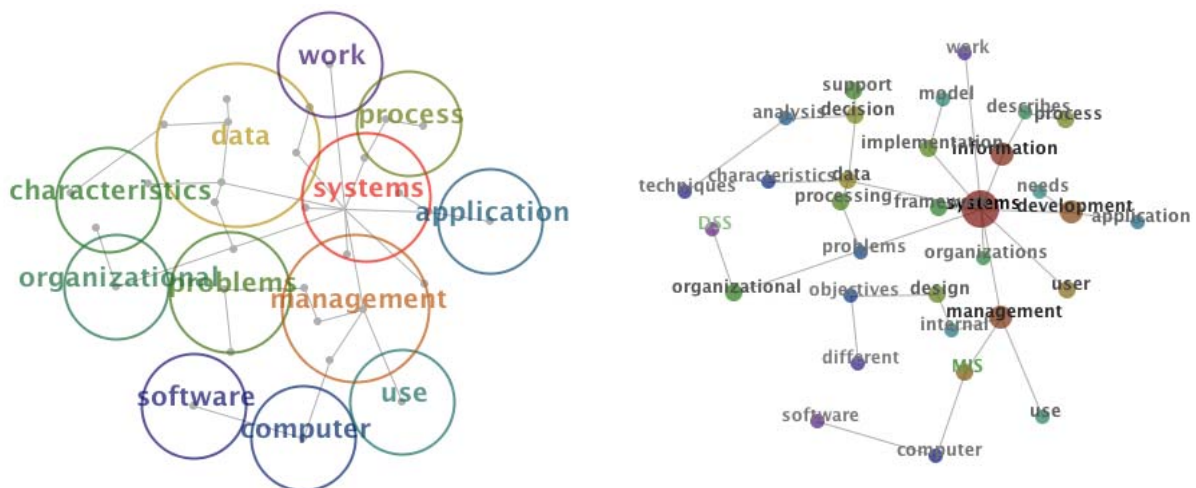 work
process
data
characteristics
systems
application
organizational
problems
management
software
use
computer
work
support
model
analysis
decision
describes
process
implementation
information
techniques
characteristics
data
needs
processing
framew
systems
development
application
DSS
problems
organizations
organizational
objectives
design
user
management
internal
different
MIS
software
use
computer